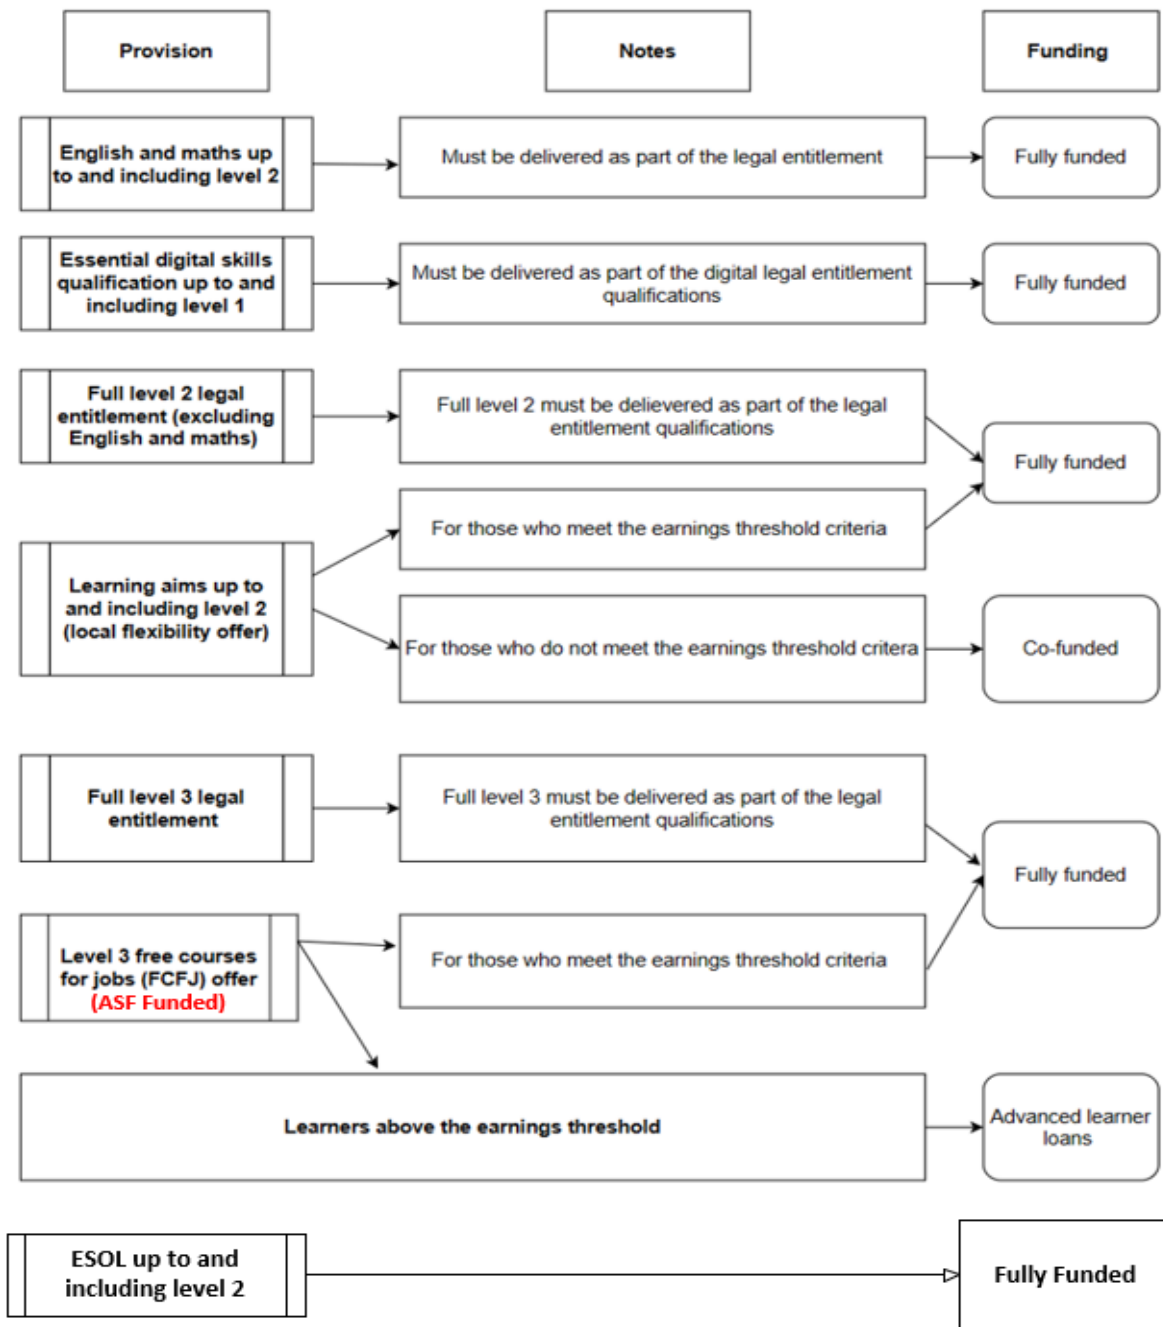 Provision
Notes
Funding
English and maths up
to and including level 2
Must be delivered as part of the legal entitlement
Fully funded
Essential digital skills
qualification up to and
including level 1
Must be delivered as part of the digital legal entitlement
qualifications
Fully funded
Full level 2 legal
entitlement (excluding
English and maths)
Full level 2 must be delievered as part of the legal
entitlement qualifications
Fully funded
Learning aims up to
and including level 2
(local flexibility offer)
For those who meet the earnings threshold criteria
For those who do not meet the earnings threshold critera
Co-funded
Full level 3 legal
entitlement
Full level 3 must be delivered as part of the legal
entitlement qualifications
Fully funded
Level 3 free courses
for jobs (FCFJ) offer
(ASF Funded)
For those who meet the earnings threshold criteria
Learners above the earnings threshold
Advanced learner
loans
ESOL up to and
including level 2
Fully Funded